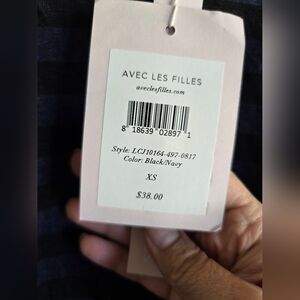 AVEC LES FILLES
aveclesfilles.com
8 18639 02897 1
Style: LCJ10164-497-0817
Color: Black/Navy
XS
$38.00